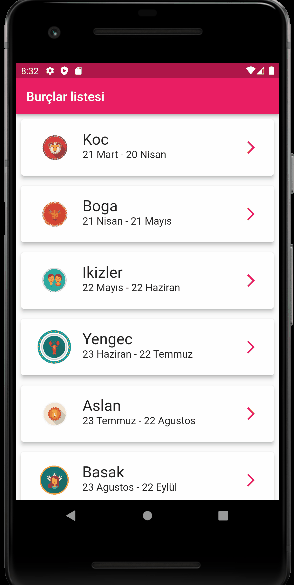 8:32
Burçlar listesi
Koc
21 Mart - 20 Nisan
Boga
21 Nisan - 21 Mayıs
Ikizler
22 Mayıs - 22 Haziran
Yengec
23 Haziran - 22 Temmuz
Aslan
23 Temmuz - 22 Agustos
Basak
23 Agustos - 22 Eylül